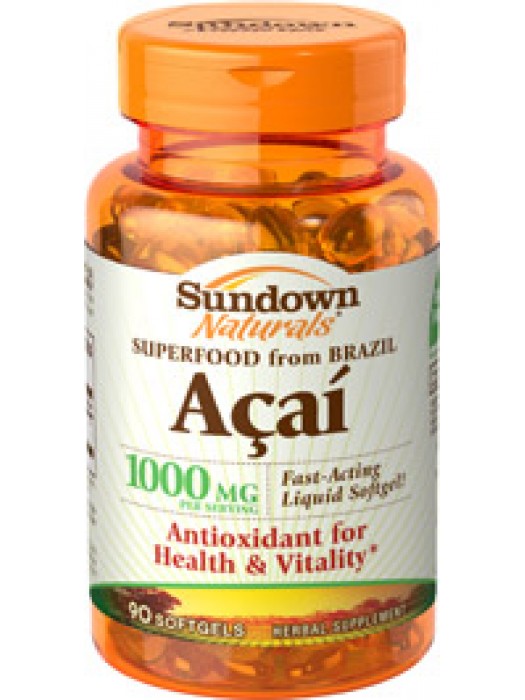 Sundown
Naturals®
SUPERFOOD from BRAZIL
Açaí
1000 MG
PER SERVING
Fast-Acting
Liquid Softgel!
Antioxidant for
Health & Vitality*
90 SOFTGELS
HERBAL SUPPLEMENT